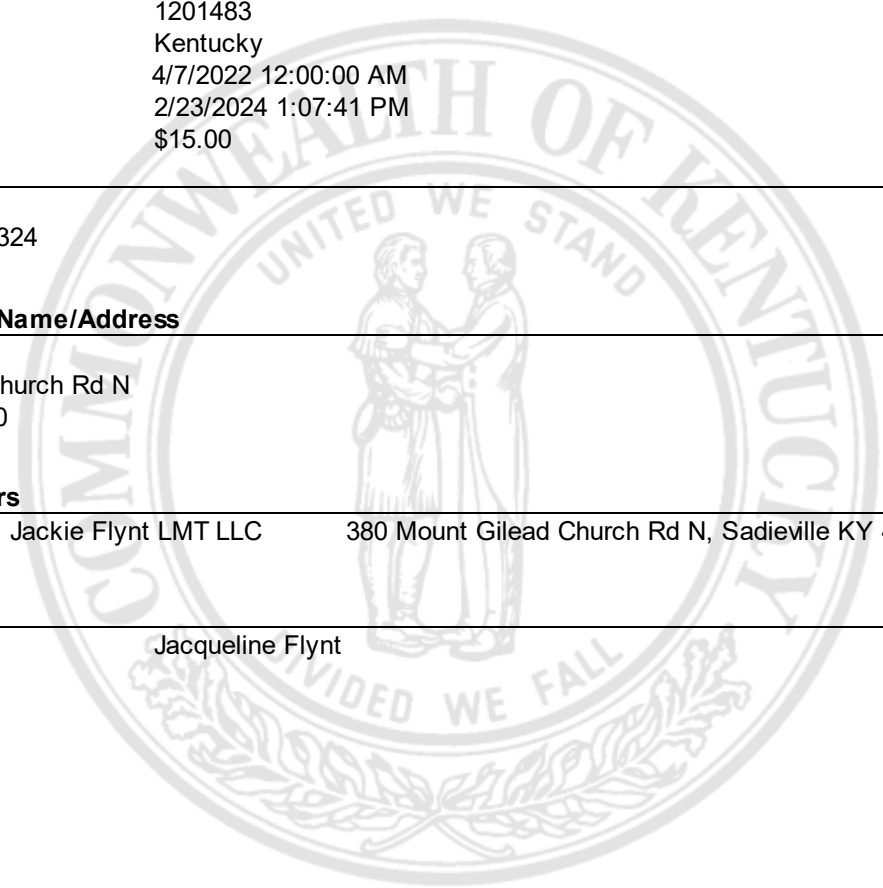 1201483
Kentucky
4/7/2022 12:00:00 AM
2/23/2024 1:07:41 PM
$15.00
324
Name/Address
hurch Rd N
0
rs
Jackie Flynt LMT LLC 380 Mount Gilead Church Rd N, Sadieville KY
Jacqueline Flynt
COMMONWEALTH OF KENTUCKY
UNITED WE STAND
DIVIDED WE FALL